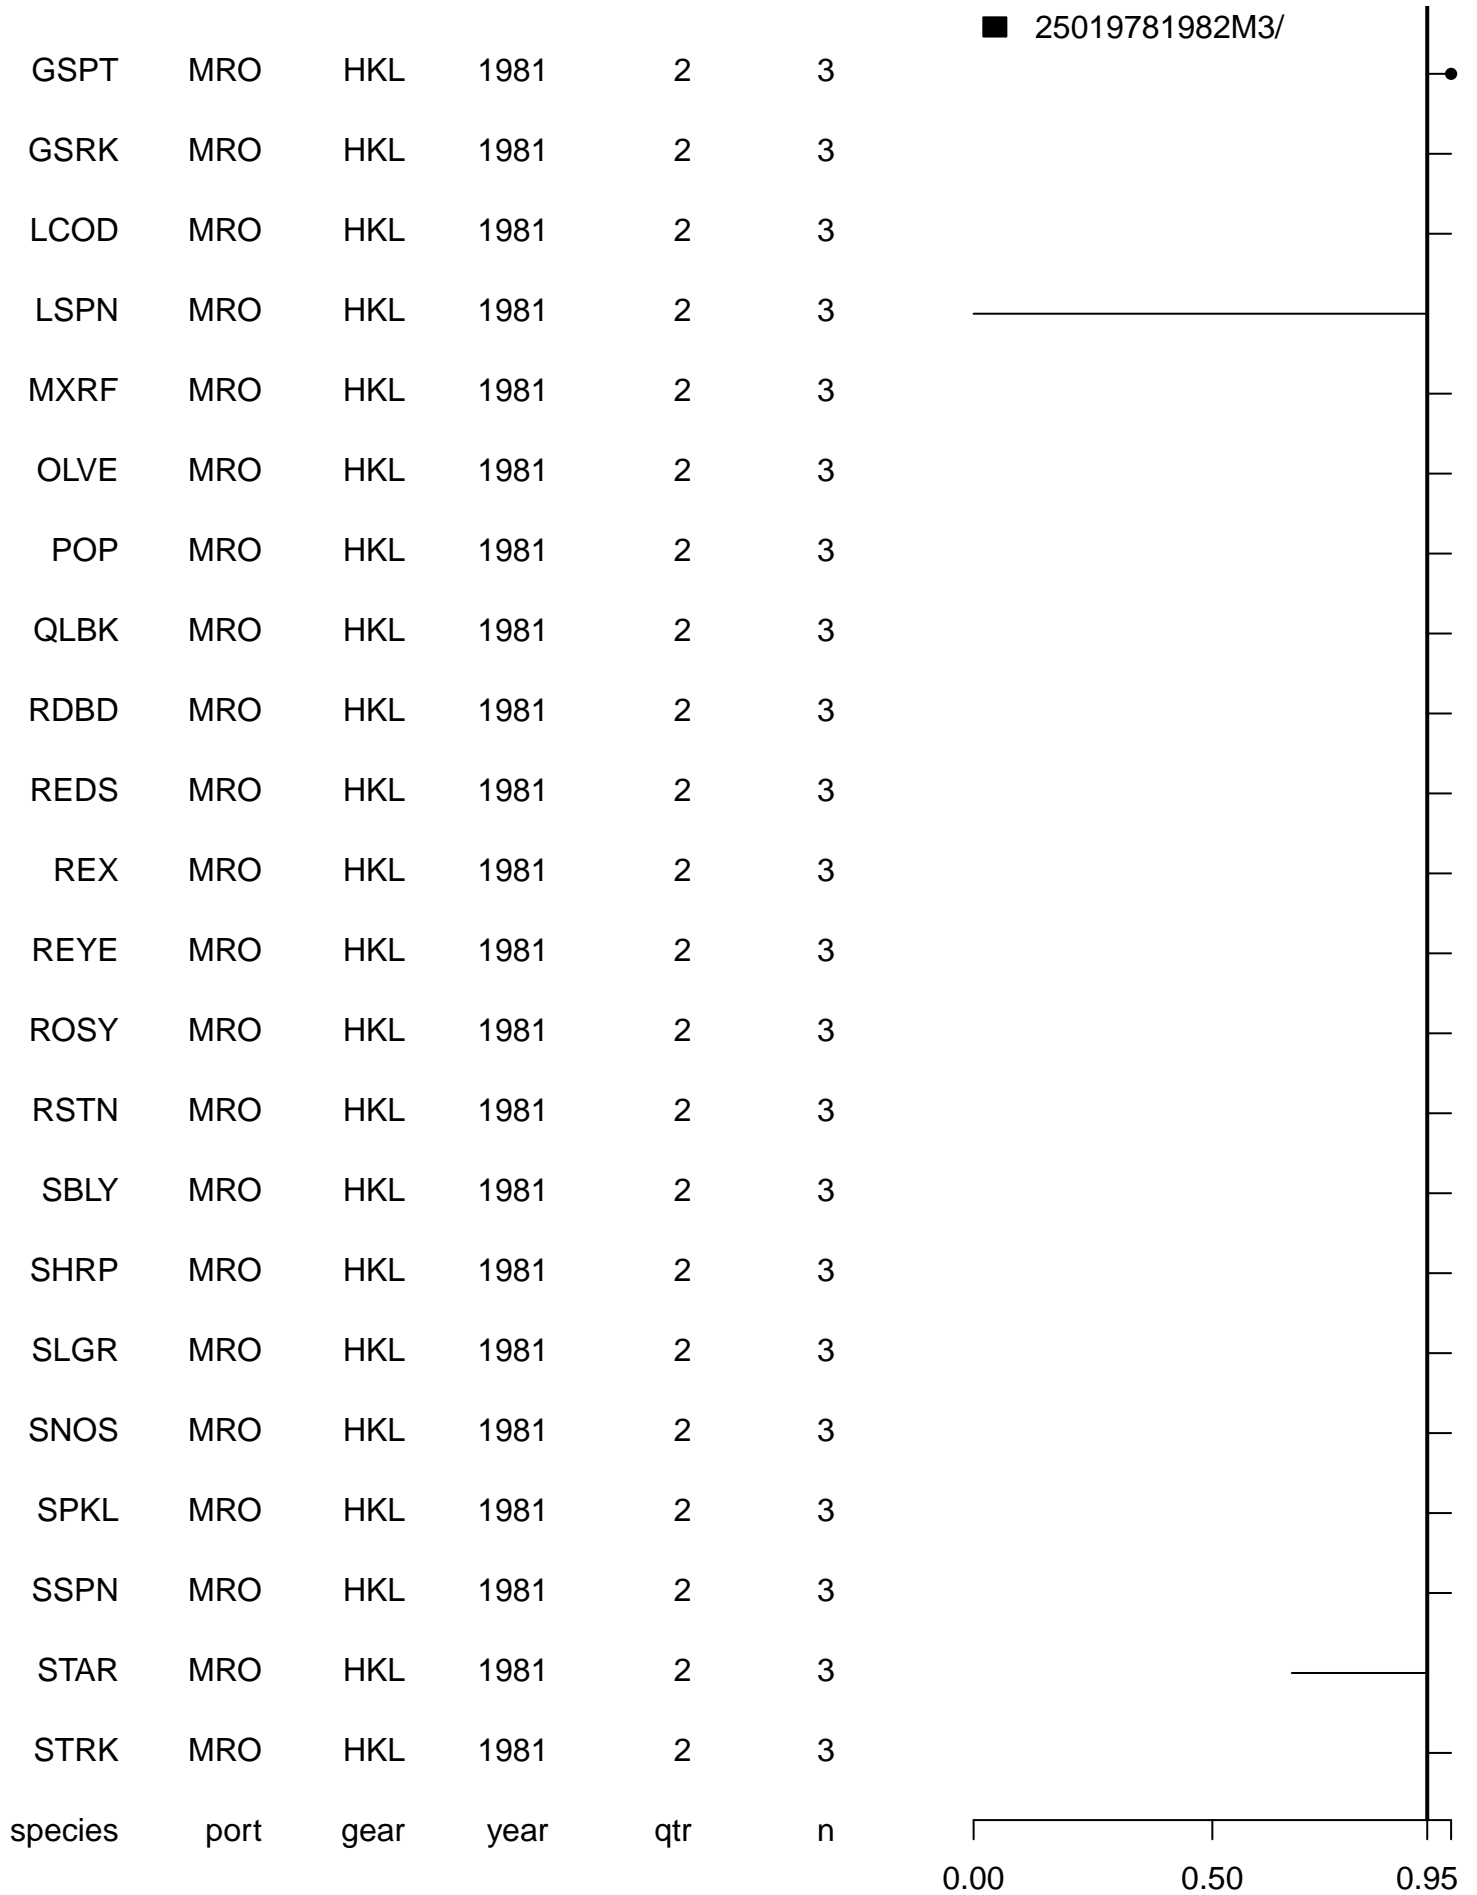 25019781982M3/
GSPT MRO HKL 1981 2 3
GSRK MRO HKL 1981 2 3
LCOD MRO HKL 1981 2 3
LSPN MRO HKL 1981 2 3
MXRF MRO HKL 1981 2 3
OLVE MRO HKL 1981 2 3
POP MRO HKL 1981 2 3
QLBK MRO HKL 1981 2 3
RDBD MRO HKL 1981 2 3
REDS MRO HKL 1981 2 3
REX MRO HKL 1981 2 3
REYE MRO HKL 1981 2 3
ROSY MRO HKL 1981 2 3
RSTN MRO HKL 1981 2 3
SBLY MRO HKL 1981 2 3
SHRP MRO HKL 1981 2 3
SLGR MRO HKL 1981 2 3
SNOS MRO HKL 1981 2 3
SPKL MRO HKL 1981 2 3
SSPN MRO HKL 1981 2 3
STAR MRO HKL 1981 2 3
STRK MRO HKL 1981 2 3
species port gear year qtr n
0.00 0.50 0.95